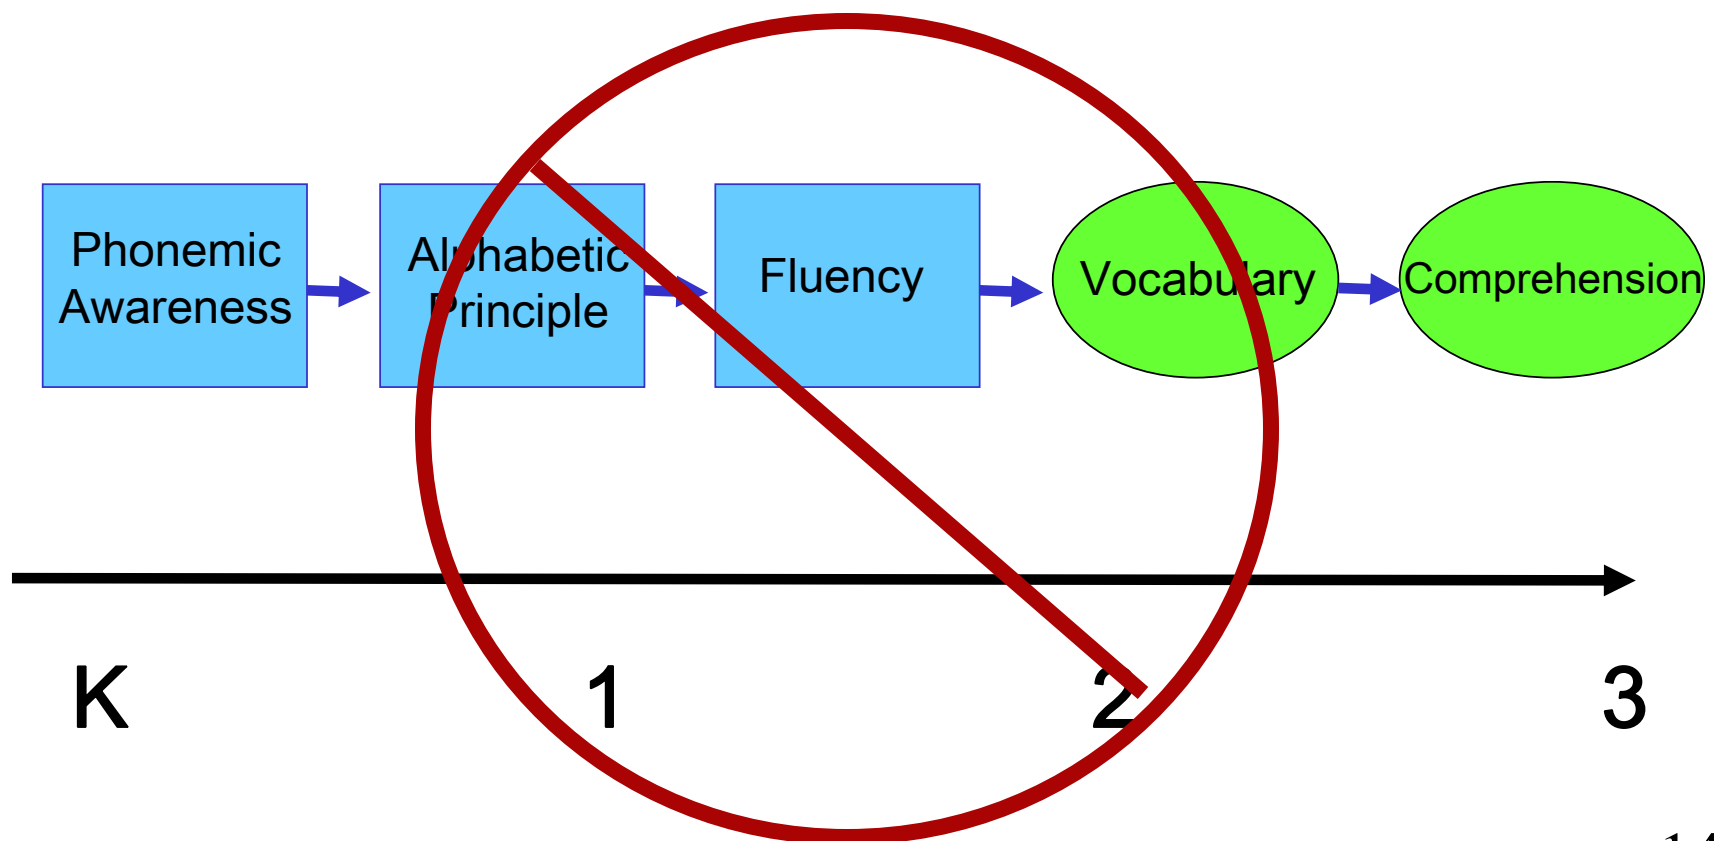 Phonemic
Awareness
Alphabetic
Principle
Fluency
Vocabulary
Comprehension
K
1
2
3